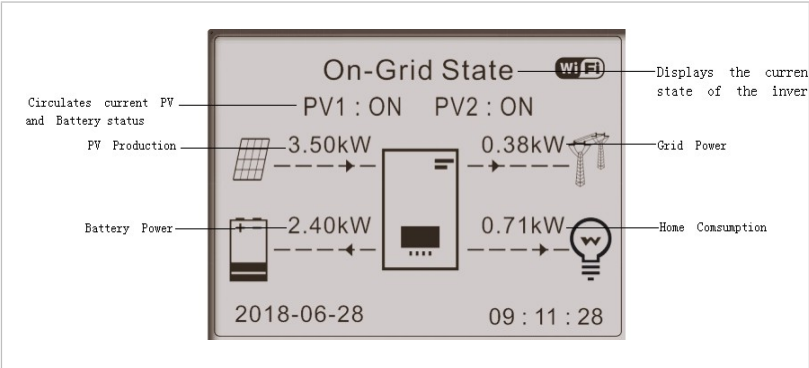 On-Grid State
WiFi
Displays the curren
state of the inver
Circulates current PV
and Battery status
PV1 : ON PV2 : ON
PV Production
3.50kW
0.38kW
Grid Power
Battery Power
2.40kW
0.71kW
Home Comsumption
2018-06-28
09 : 11 : 28